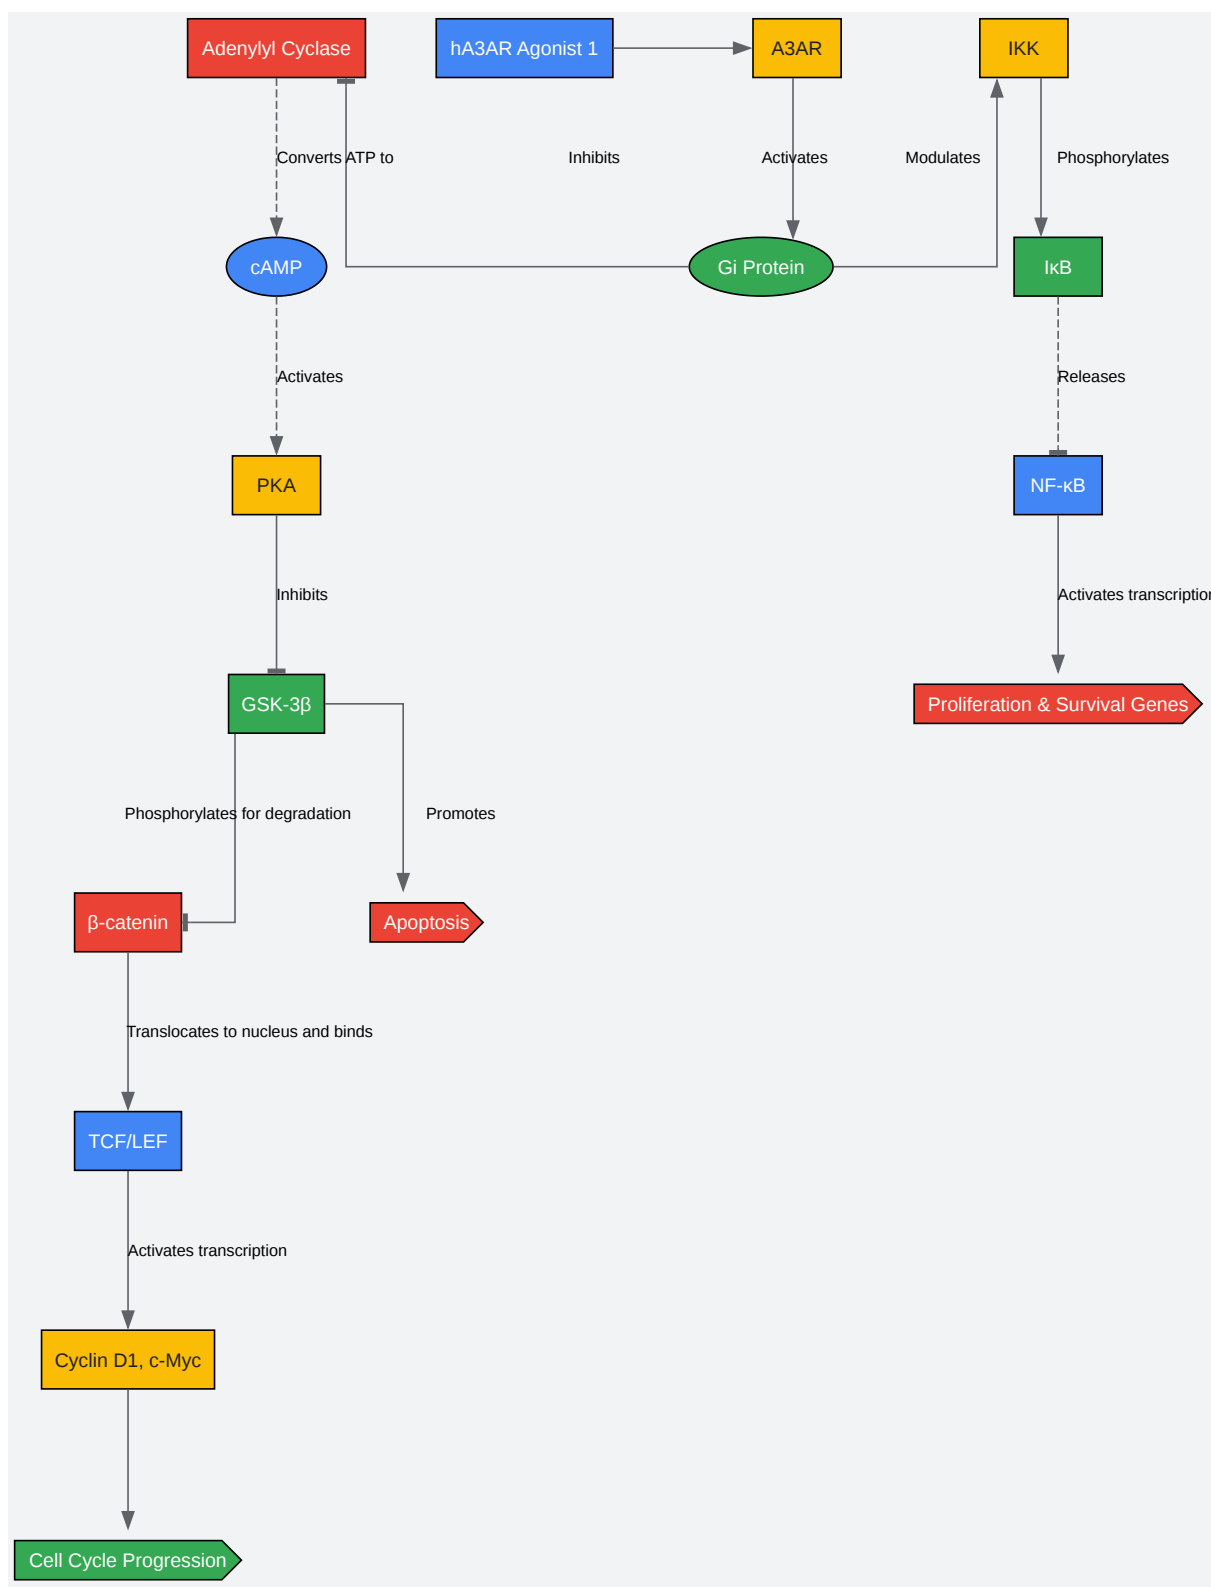 Adenylyl Cyclase
hA3AR Agonist 1
A3AR
IKK
Converts ATP to
Inhibits
Activates
Modulates
Phosphorylates
cAMP
Gi Protein
IκB
Activates
Releases
PKA
NF-κB
Inhibits
Activates transcription
GSK-3β
Proliferation & Survival Genes
Phosphorylates for degradation
Promotes
β-catenin
Apoptosis
Translocates to nucleus and binds
TCF/LEF
Activates transcription
Cyclin D1, c-Myc
Cell Cycle Progression